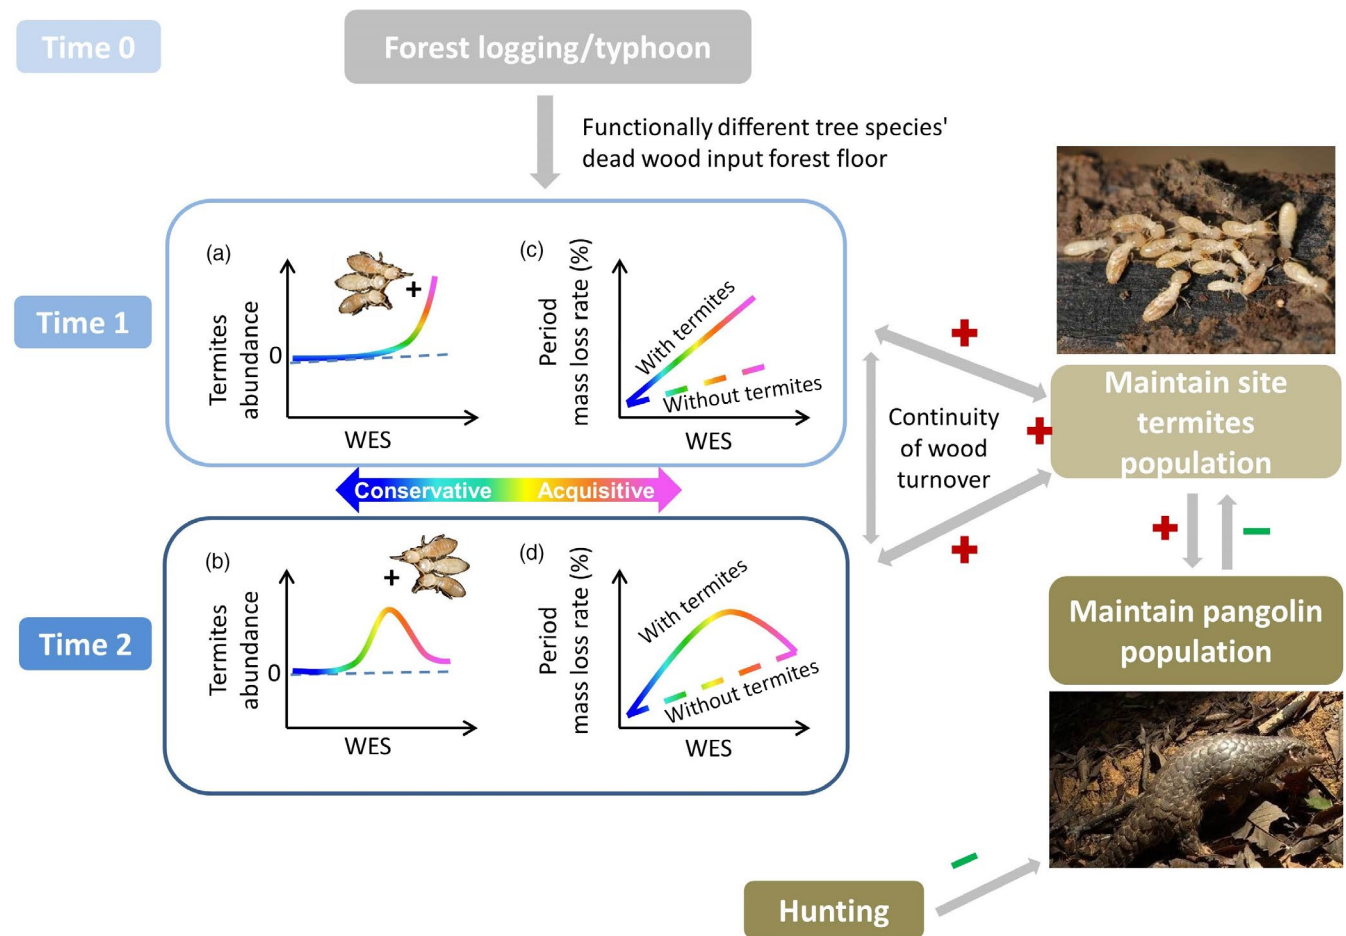 Time 0
Forest logging/typhoon
Functionally different tree species'
dead wood input forest floor
Time 1
(a)
Termites
abundance
0
+
WES
(c)
Period
mass loss rate (%)
With termites
Without termites
WES
Conservative
Acquisitive
Time 2
(b)
Termites
abundance
0
+
WES
(d)
Period
mass loss rate (%)
With termites
Without termites
WES
+
+
+
Continuity
of wood
turnover
Maintain site
termites
population
+
−
Maintain pangolin
population
−
Hunting